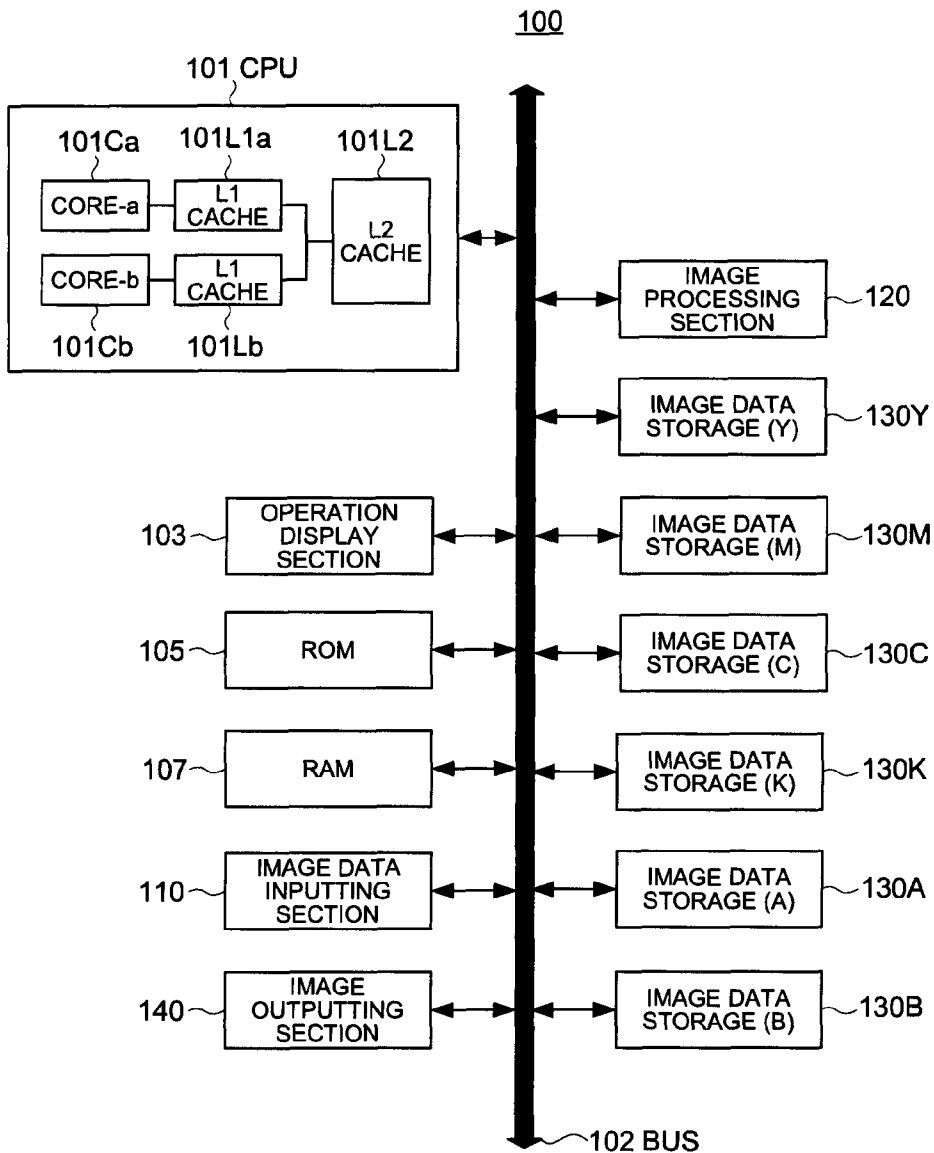 100
101 CPU
101Ca
101L1a
101L2
CORE-a
L1
CACHE
L2
CACHE
CORE-b
L1
CACHE
101Cb
101Lb
IMAGE
PROCESSING
SECTION
120
IMAGE DATA
STORAGE (Y)
130Y
103
OPERATION
DISPLAY
SECTION
IMAGE DATA
STORAGE (M)
130M
105
ROM
IMAGE DATA
STORAGE (C)
130C
107
RAM
IMAGE DATA
STORAGE (K)
130K
110
IMAGE DATA
INPUTTING
SECTION
IMAGE DATA
STORAGE (A)
130A
140
IMAGE
OUTPUTTING
SECTION
IMAGE DATA
STORAGE (B)
130B
102 BUS